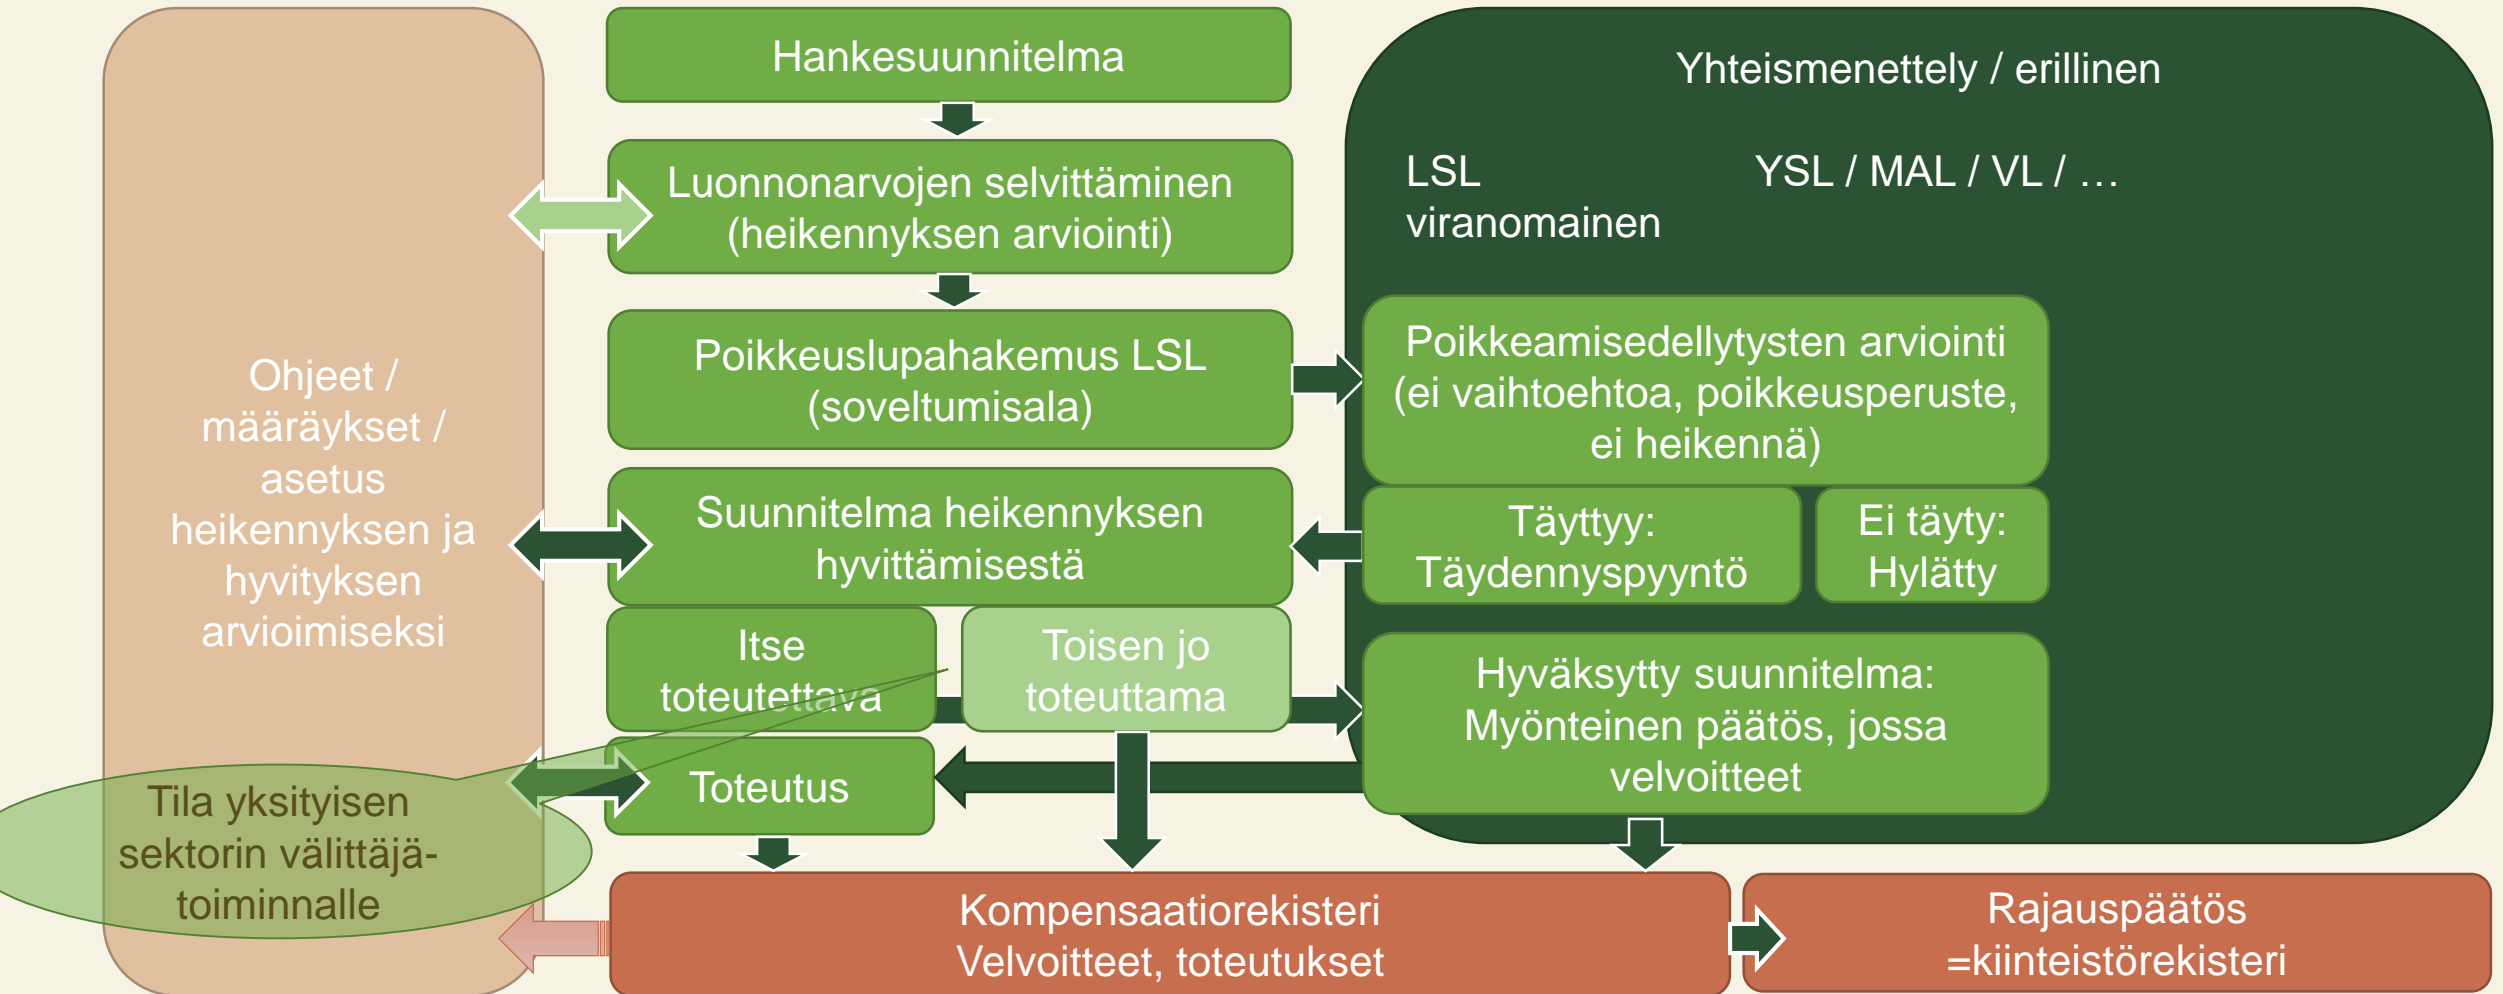 Hankesuunnitelma
Luonnonarvojen selvittäminen
(heikennyksen arviointi)
Poikkeuslupahakemus LSL
(soveltumisala)
Suunnitelma heikennyksen
hyvittämisestä
Itse
toteutettava
Toisen jo
toteuttama
Toteutus
Ohjeet /
määräykset /
asetus
heikennyksen ja
hyvityksen
arvioimiseksi
Tila yksityisen
sektorin välittäjä-
toiminnalle
Yhteismenettely / erillinen
LSL
viranomainen
YSL / MAL / VL / …
Poikkeamisedellytysten arviointi
(ei vaihtoehtoa, poikkeusperuste,
ei heikennä)
Täyttyy:
Täydennyspyyntö
Ei täyty:
Hylätty
Hyväksytty suunnitelma:
Myönteinen päätös, jossa
velvoitteet
Kompensaatiorekisteri
Velvoitteet, toteutukset
Rajauspäätös
=kiinteistörekisteri